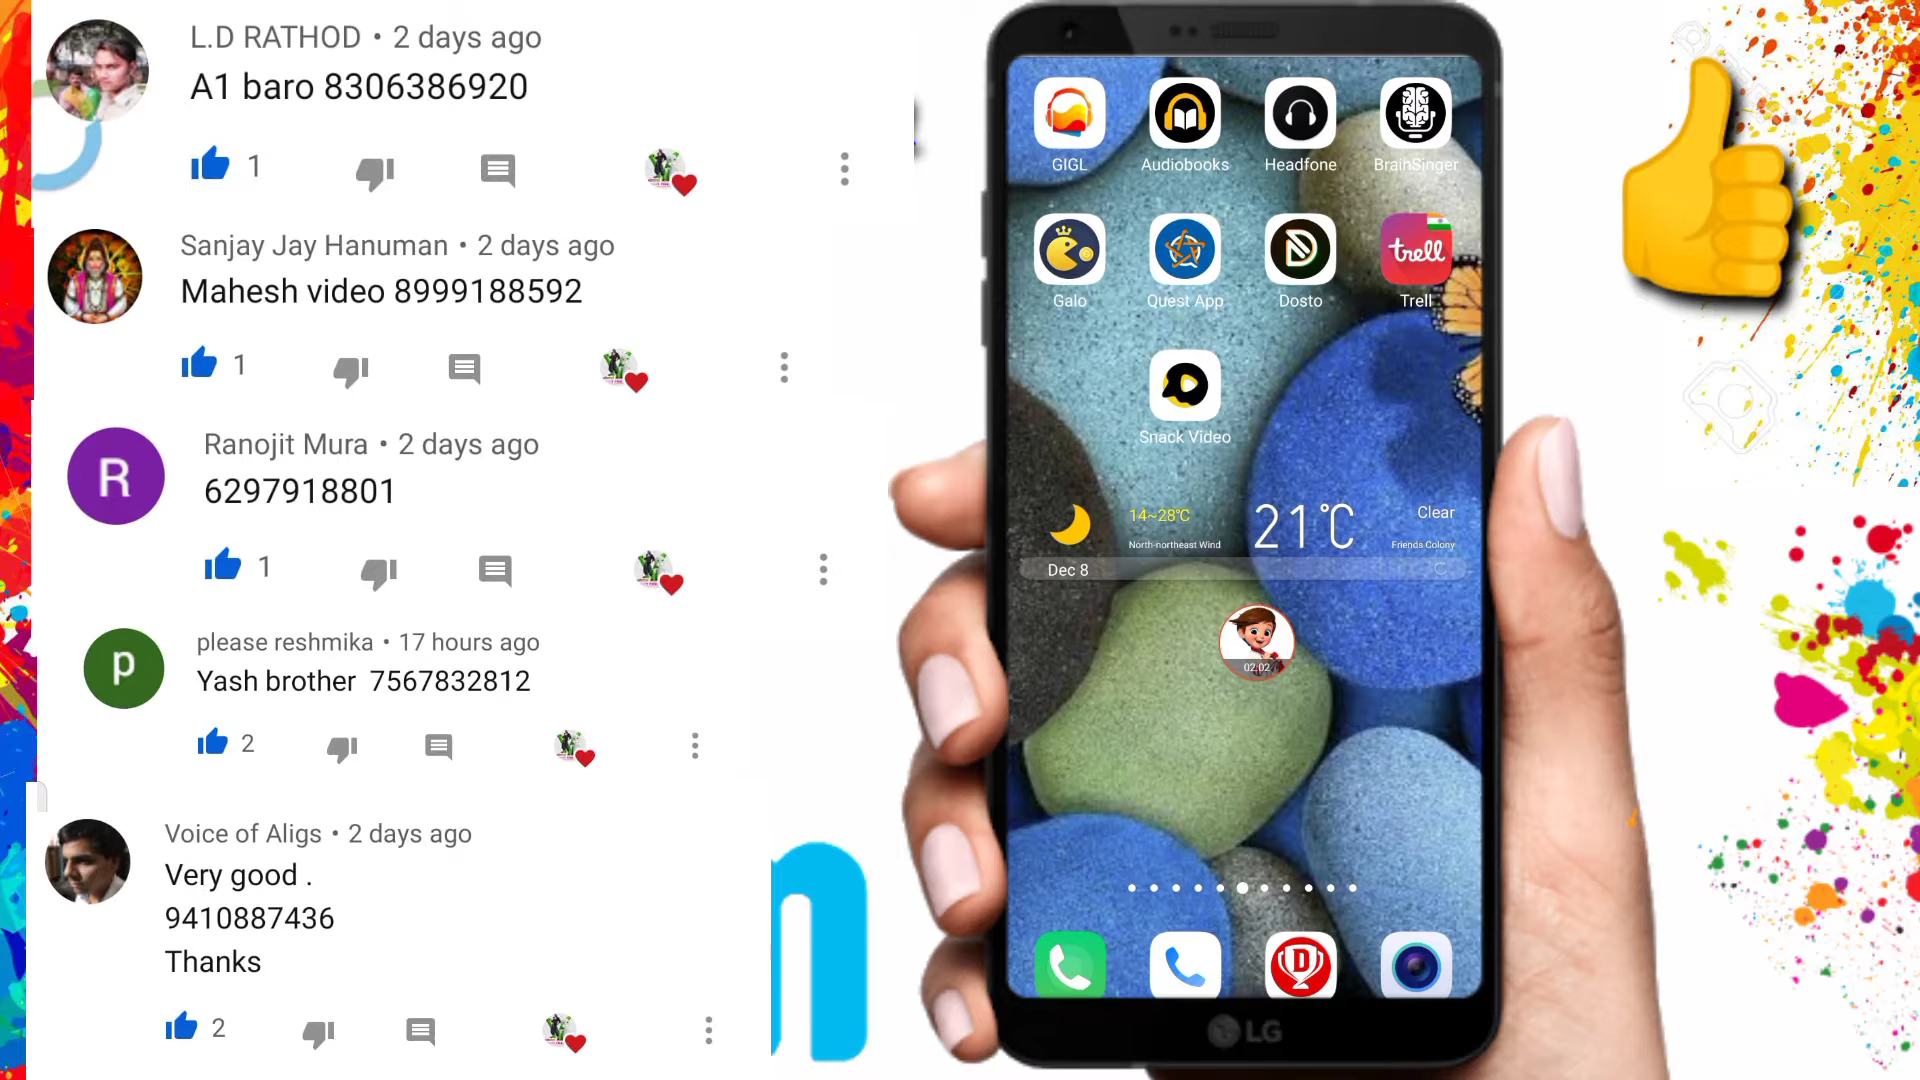 L.D RATHOD • 2 days ago
A1 baro 8306386920
1
Sanjay Jay Hanuman • 2 days ago
Mahesh video 8999188592
1
R
Ranojit Mura • 2 days ago
6297918801
1
p
please reshmika • 17 hours ago
Yash brother 7567832812
2
Voice of Aligs • 2 days ago
Very good .
9410887436
Thanks
2
n
GIGL Audiobooks Headfone BrainSinger
trell
Galo Quest App Dosto Trell
Snack Video
14~28℃ 21℃ Clear
North-northeast Wind Friends Colony
Dec 8
02:02
D
LG